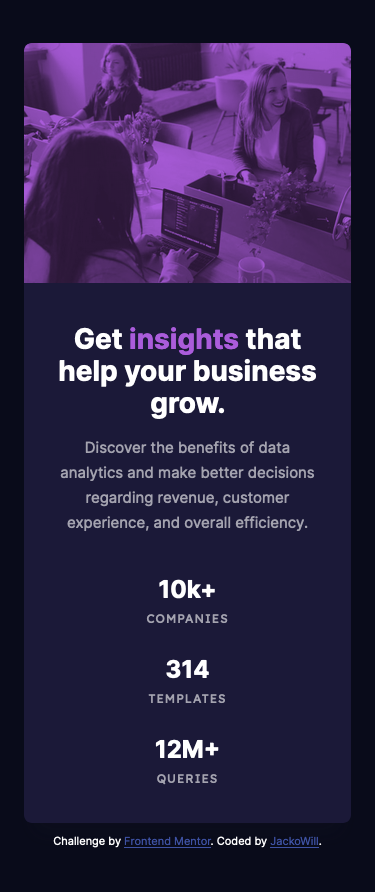 Get insights that
help your business
grow.
Discover the benefits of data
analytics and make better decisions
regarding revenue, customer
experience, and overall efficiency.
10k+
COMPANIES
314
TEMPLATES
12M+
QUERIES
Challenge by Frontend Mentor. Coded by JackoWill.